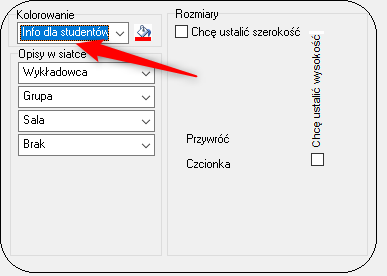 Kolorowanie
Info dla studentów
Opisy w siatce
Wykładowca
Grupa
Sala
Brak
Rozmiary
Chcę ustalić szerokość
Chcę ustalić wysokość
Przywróć
Czcionka